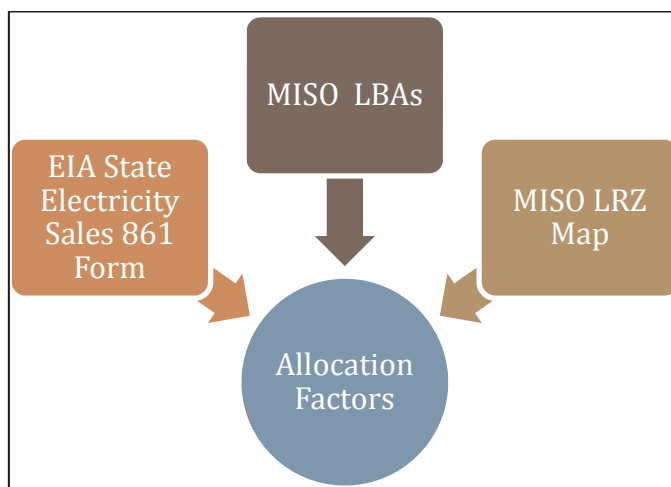 MISO LBAs
EIA State
Electricity
Sales 861
Form
MISO LRZ
Map
Allocation
Factors